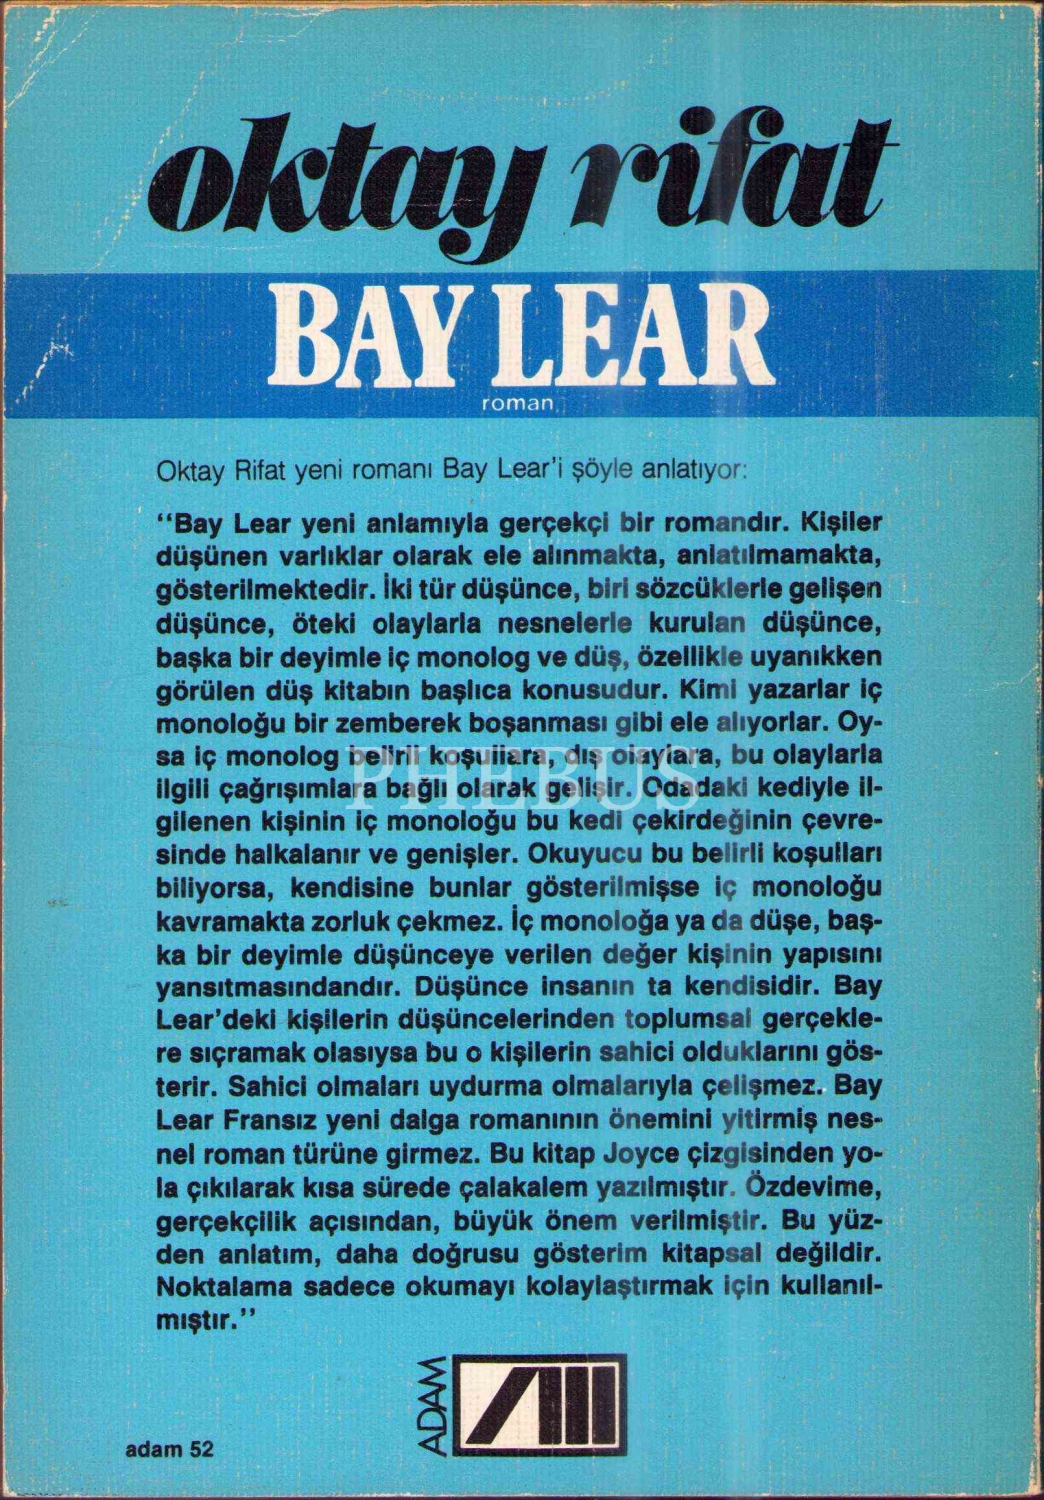 oktay rifat
BAY LEAR
roman
Oktay Rifat yeni romanı Bay Lear'i şöyle anlatıyor:
"Bay Lear yeni anlamıyla gerçekçi bir romandır. Kişiler
düşünen varlıklar olarak ele alınmakta, anlatılmamakta,
gösterilmektedir. İki tür düşünce, biri sözcüklerle gelişen
düşünce, öteki olaylarla nesnelerle kurulan düşünce,
başka bir deyimle iç monolog ve düş, özellikle uyanıkken
görülen düş kitabın başlıca konusudur. Kimi yazarlar iç
monoloğu bir zemberek boşanması gibi ele alıyorlar. Oy-
sa iç monolog belirli koşullara, dış olaylara, bu olaylarla
ilgili çağrışımlara bağlı olarak gelişir. Odadaki kediyle il-
gilenen kişinin iç monoloğu bu kedi çekirdeğinin çevre-
sinde halkalanır ve genişler. Okuyucu bu belirli koşulları
biliyorsa, kendisine bunlar gösterilmişse iç monoloğu
kavramakta zorluk çekmez. İç monoloğa ya da düşe, baş-
ka bir deyimle düşünceye verilen değer kişinin yapısını
yansıtmasındandır. Düşünce insanın ta kendisidir. Bay
Lear'deki kişilerin düşüncelerinden toplumsal gerçekle-
re sıçramak olasıysa bu o kişilerin sahici olduklarını gös-
terir. Sahici olmaları uydurma olmalarıyla çelişmez. Bay
Lear Fransız yeni dalga romanının önemini yitirmiş nes-
nel roman türüne girmez. Bu kitap Joyce çizgisinden yo-
la çıkılarak kısa sürede çalakalem yazılmıştır. Özdevime,
gerçekçilik açısından, büyük önem verilmiştir. Bu yüz-
den anlatım, daha doğrusu gösterim kitapsal değildir.
Noktalama sadece okumayı kolaylaştırmak için kullanıl-
mıştır."
PHEBUS
ADAM
adam 52